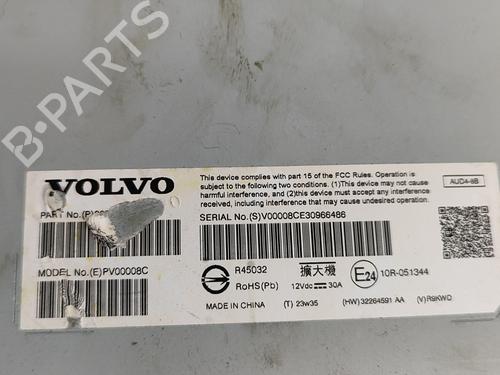 B-PARTS
VOLVO
This device complies with part 15 of the FCC Rules. Operation is
subject to the following two conditions. (1)This device may not cause
harmful interference, and (2)this device must accept any interference
received, including interference that may cause undesired operation.
AUD4-8B
PART No.(P)
SERIAL No.(S)V00008CE30966486
MODEL No.(E)PV00008C
R45032
RoHS(Pb)
擴大機
12Vdc 30A
E24
10R-051344
MADE IN CHINA
(T) 23w35
(HW)32264591 AA
(V)R9KWD